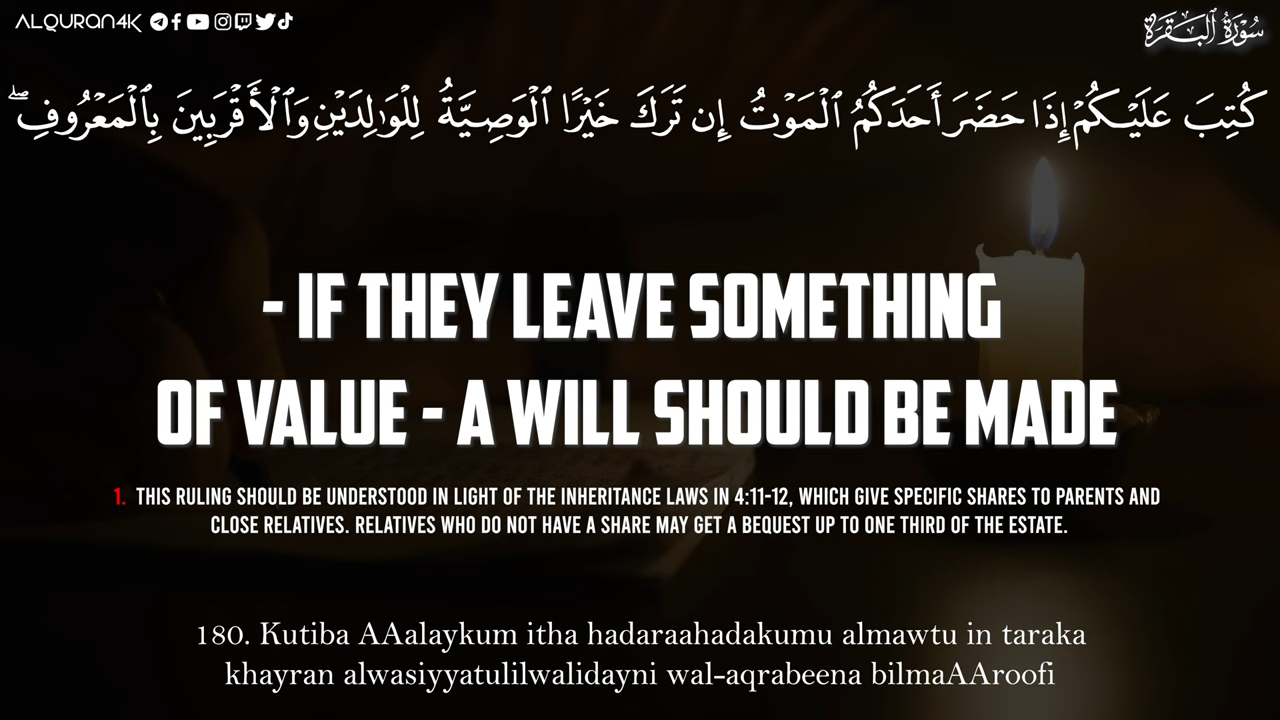 ALQURAN4K
سُورَةُ الْبَقَرَةِ
كُتِبَ عَلَيْكُمْ إِذَا حَضَرَ أَحَدَكُمُ ٱلْمَوْتُ إِن تَرَكَ خَيْرًا ٱلْوَصِيَّةُ لِلْوَٰلِدَيْنِ وَٱلْأَقْرَبِينَ بِٱلْمَعْرُوفِ ۖ
- IF THEY LEAVE SOMETHING
OF VALUE - A WILL SHOULD BE MADE
1. THIS RULING SHOULD BE UNDERSTOOD IN LIGHT OF THE INHERITANCE LAWS IN 4:11-12, WHICH GIVE SPECIFIC SHARES TO PARENTS AND
CLOSE RELATIVES. RELATIVES WHO DO NOT HAVE A SHARE MAY GET A BEQUEST UP TO ONE THIRD OF THE ESTATE.
180. Kutiba AAalaykum itha hadaraahadakumu almawtu in taraka
khayran alwasiyyatulilwalidayni wal-aqrabeena bilmaAAroofi